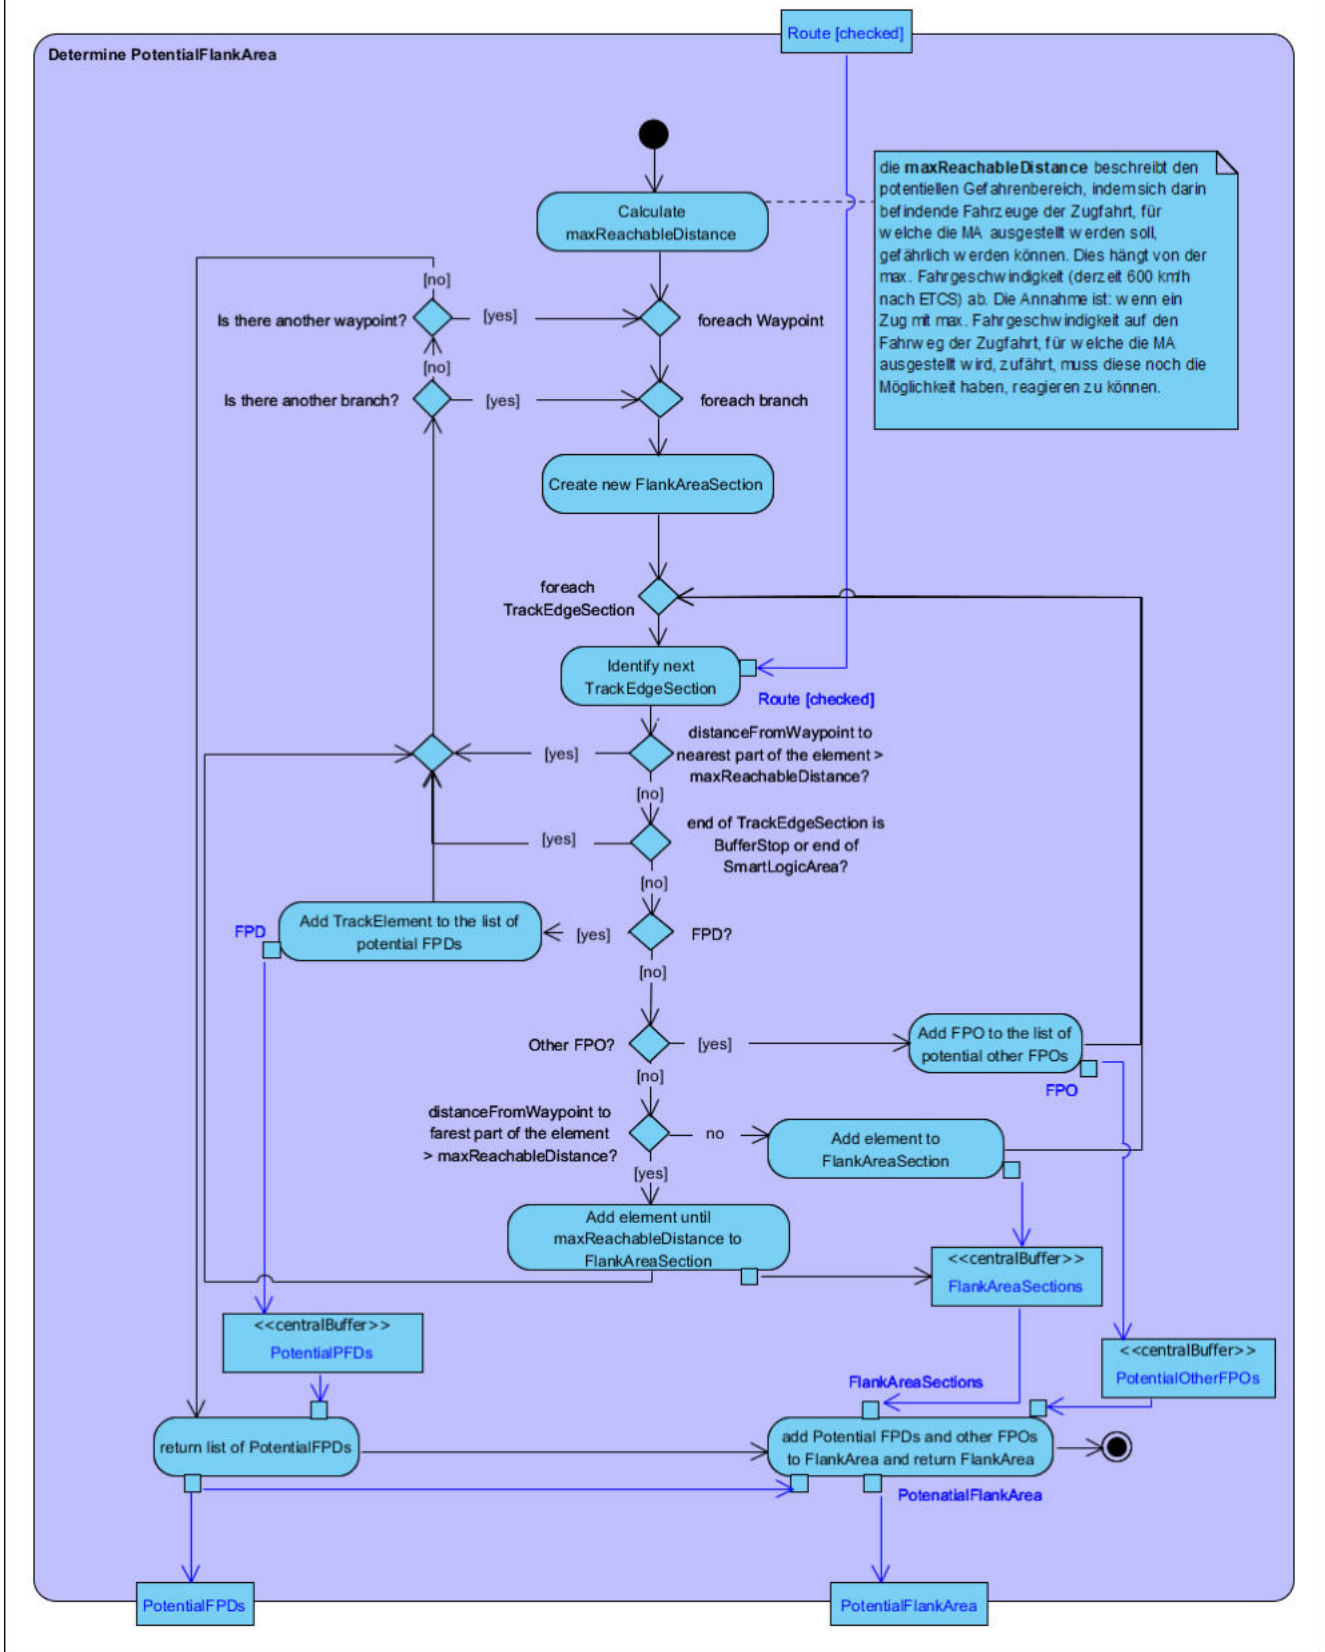 Route [checked]
Determine PotentialFlankArea
die maxReachableDistance beschreibt den
potentiellen Gefahrenbereich, indem sich darin
befindende Fahrzeuge der Zugfahrt, für
welche die MA ausgestellt werden soll,
gefährlich werden können. Dies hängt von der
max. Fahrgeschwindigkeit (derzeit 600 km/h
nach ETCS) ab. Die Annahme ist: wenn ein
Zug mit max. Fahrgeschwindigkeit auf den
Fahrweg der Zugfahrt, für welche die MA
ausgestellt wird, zufährt, muss diese noch die
Möglichkeit haben, reagieren zu können.
Calculate
maxReachableDistance
[no]
Is there another waypoint?
[yes]
foreach Waypoint
[no]
Is there another branch?
[yes]
foreach branch
Create new FlankAreaSection
foreach
TrackEdgeSection
Identify next
TrackEdgeSection
Route [checked]
distanceFromWaypoint to
nearest part of the element >
maxReachableDistance?
[yes]
[no]
end of TrackEdgeSection is
BufferStop or end of
SmartLogicArea?
[yes]
[no]
FPD
Add TrackElement to the list of
potential FPDs
[yes]
FPD?
[no]
Other FPO?
[yes]
Add FPO to the list of
potential other FPOs
FPO
[no]
distanceFromWaypoint to
farest part of the element
> maxReachableDistance?
no
Add element to
FlankAreaSection
[yes]
Add element until
maxReachableDistance to
FlankAreaSection
<<centralBuffer>>
FlankAreaSections
<<centralBuffer>>
PotentialPFDs
<<centralBuffer>>
PotentialOtherFPOs
FlankAreaSections
return list of PotentialFPDs
add Potential FPDs and other FPOs
to FlankArea and return FlankArea
PotenatialFlankArea
PotentialFPDs
PotentialFlankArea